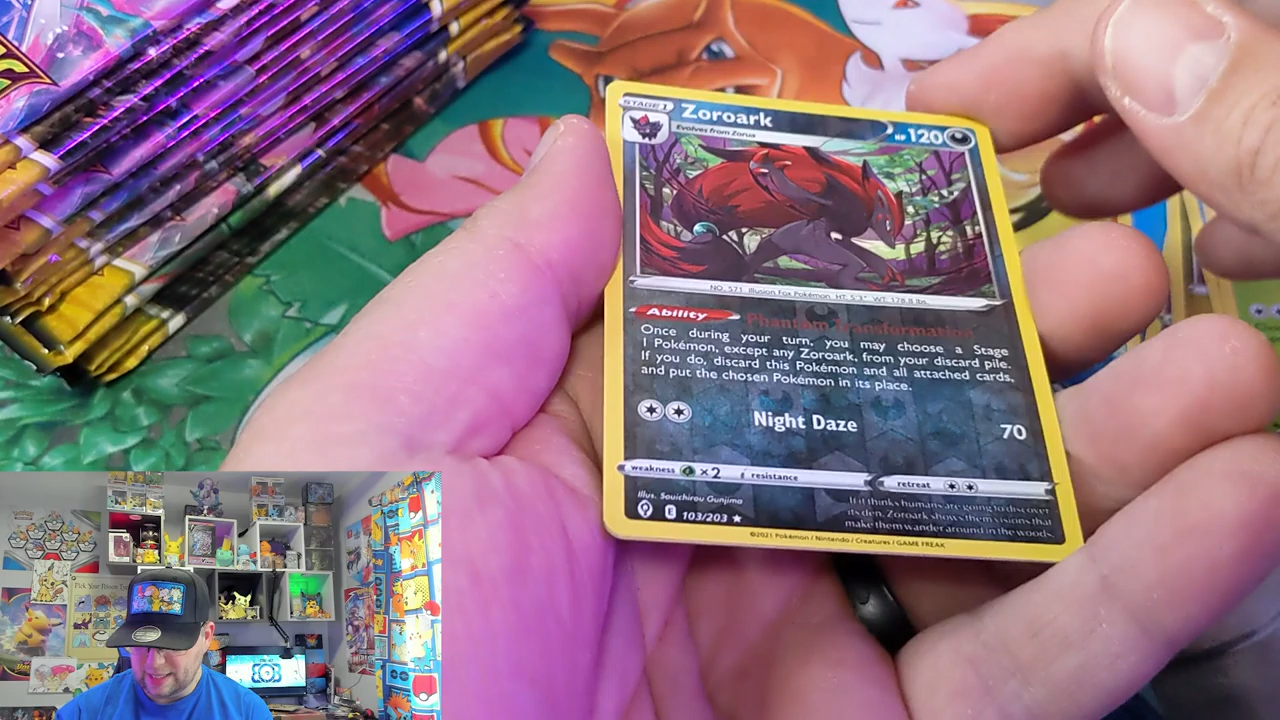 STAGE 1 Zoroark HP 120
Evolves from Zorua
NO. 571 Illusion Fox Pokémon HT: 5'3" WT: 178.8 lbs.
Ability Phantom Transformation
Once during your turn, you may choose a Stage
1 Pokémon, except any Zoroark, from your discard pile.
If you do, discard this Pokémon and all attached cards,
and put the chosen Pokémon in its place.
Night Daze 70
weakness ×2 resistance retreat
Illus. Souichirou Gunjima
If it thinks humans are going to discover
its den, Zoroark shows them visions that
make them wander around in the woods.
E 103/203 ★
©2021 Pokémon / Nintendo / Creatures / GAME FREAK